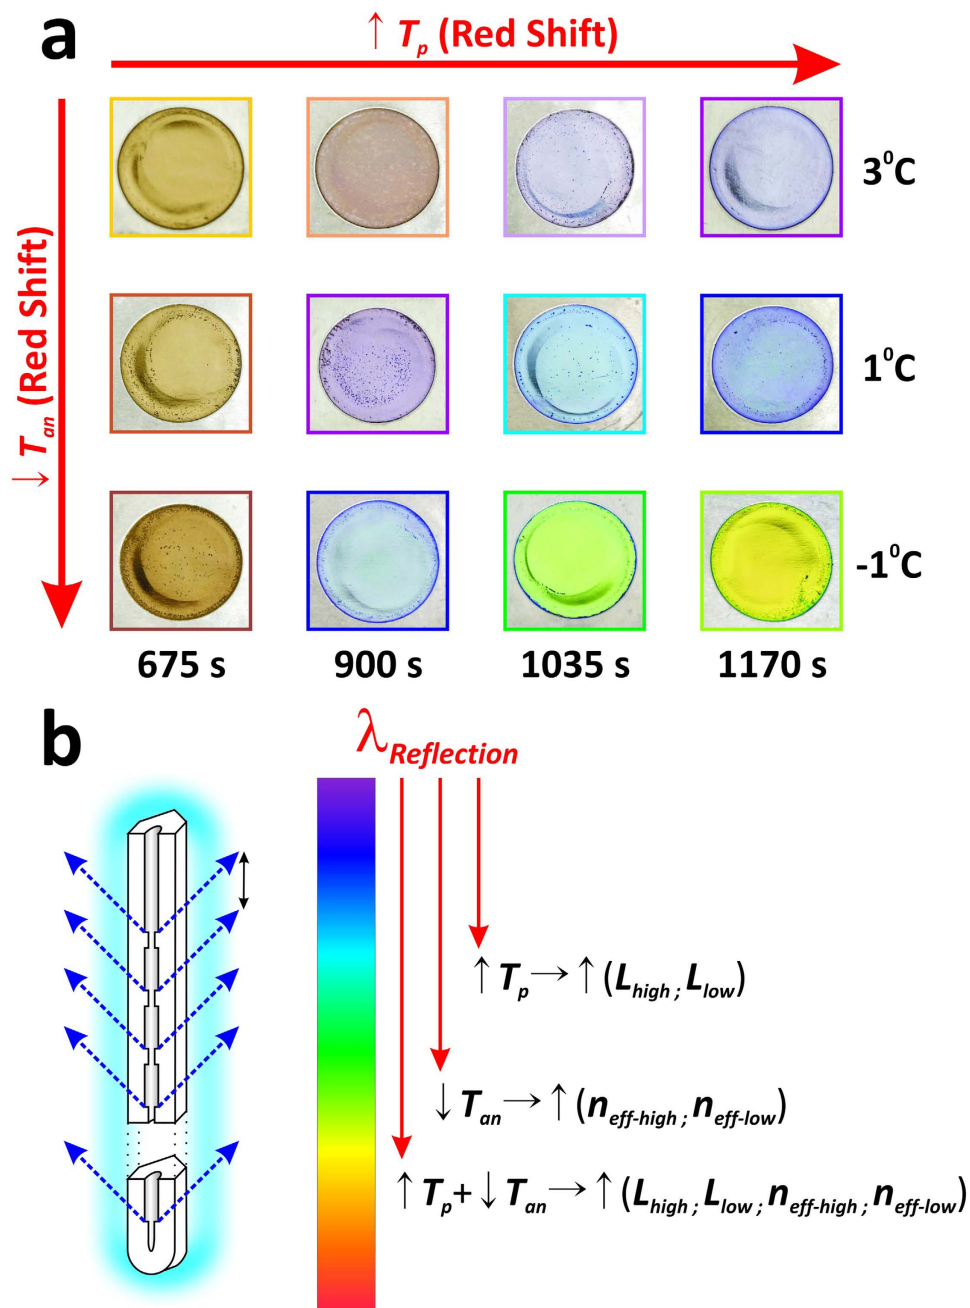 a
↑ Tp (Red Shift)
↓ Tan (Red Shift)
3⁰C
1⁰C
-1⁰C
675 s 900 s 1035 s 1170 s
b
λReflection
↑ Tp → ↑ (Lhigh ; Llow)
↓ Tan → ↑ (neff-high ; neff-low)
↑ Tp + ↓ Tan → ↑ (Lhigh ; Llow ; neff-high ; neff-low)